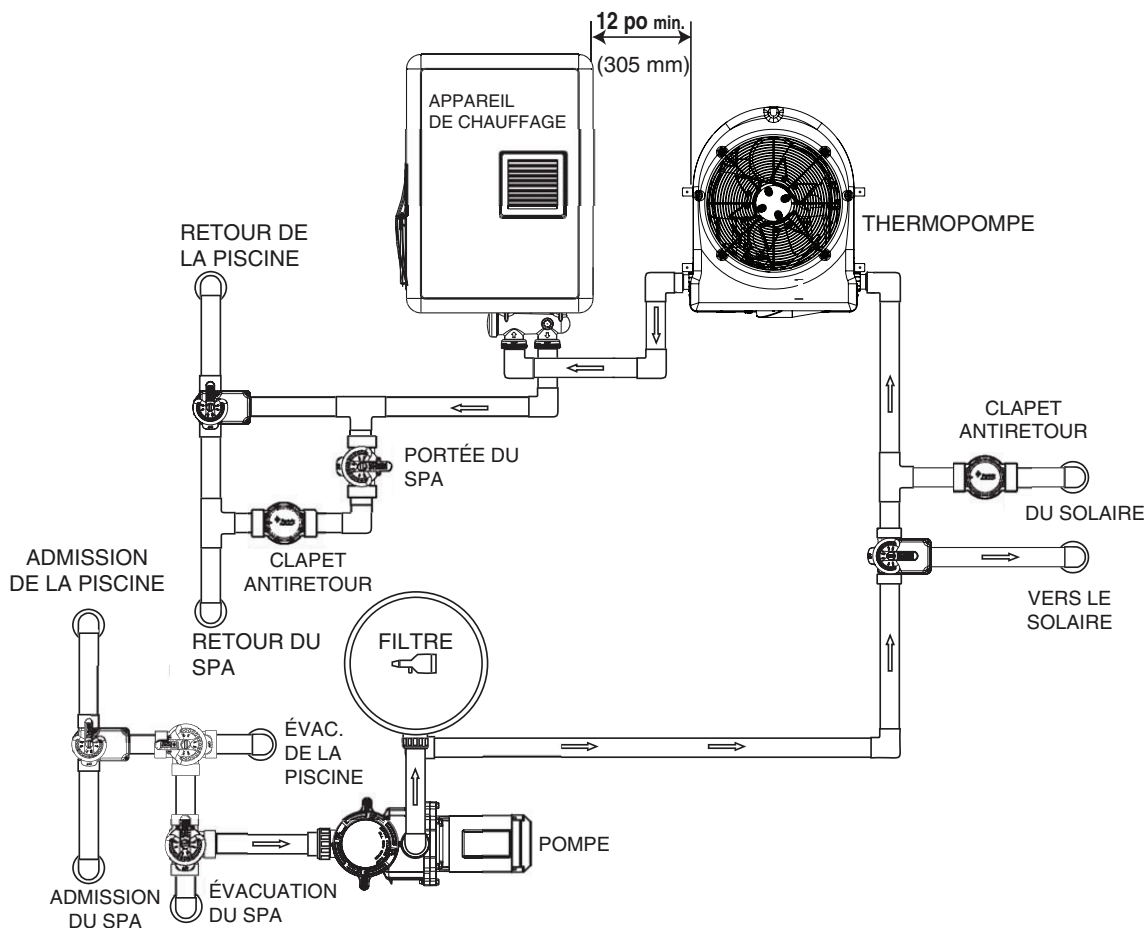 12 po min.
(305 mm)
APPAREIL
DE CHAUFFAGE
THERMOPOMPE
RETOUR DE
LA PISCINE
CLAPET
ANTIRETOUR
PORTÉE DU
SPA
DU SOLAIRE
CLAPET
ANTIRETOUR
ADMISSION
DE LA PISCINE
VERS LE
SOLAIRE
RETOUR DU
SPA
FILTRE
ÉVAC.
DE LA
PISCINE
POMPE
ADMISSION
DU SPA
ÉVACUATION
DU SPA